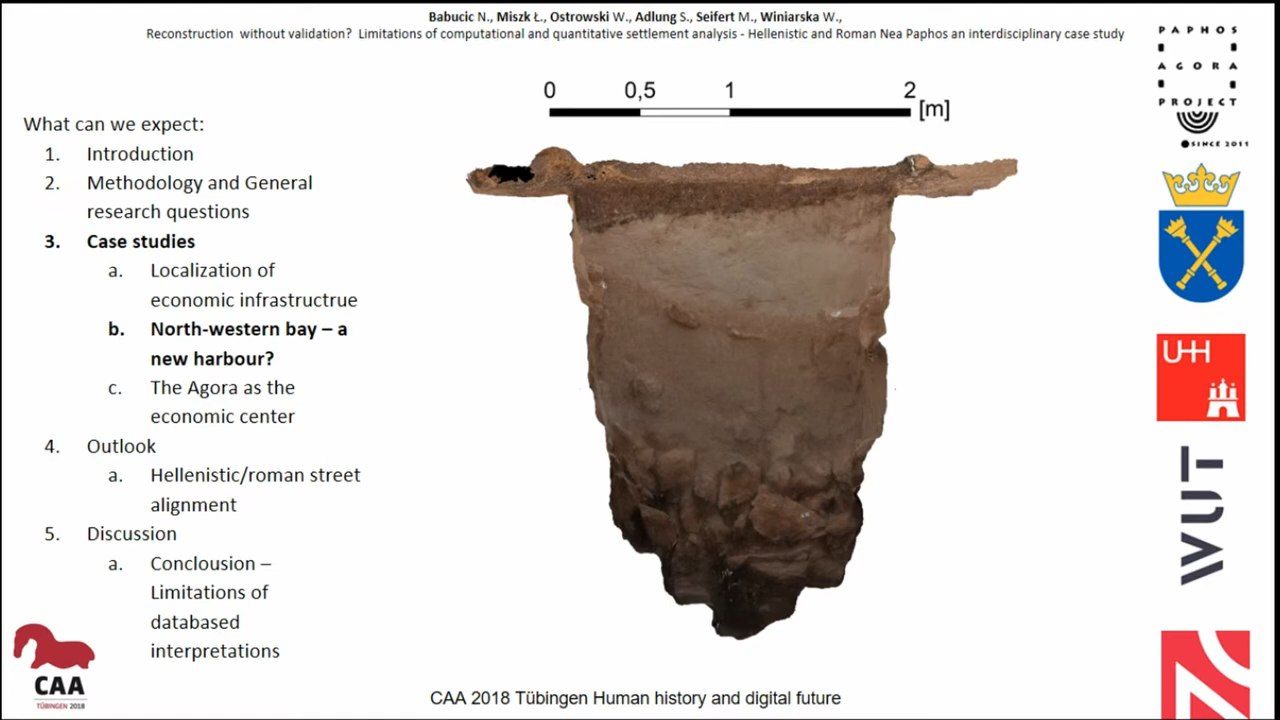 Babucic N., Miszk Ł., Ostrowski W., Adlung S., Seifert M., Winiarska W.,
Reconstruction without validation? Limitations of computational and quantitative settlement analysis - Hellenistic and Roman Nea Paphos an interdisciplinary case study
PAPHOS
AGORA
PROJECT
SINCE 2011
0 0,5 1 2 [m]
What can we expect:
1. Introduction
2. Methodology and General
research questions
3. Case studies
a. Localization of
economic infrastructrue
b. North-western bay – a
new harbour?
c. The Agora as the
economic center
4. Outlook
a. Hellenistic/roman street
alignment
5. Discussion
a. Conclousion –
Limitations of
databased
interpretations
UHH
WUT
CAA
TÜBINGEN 2018
CAA 2018 Tübingen Human history and digital future